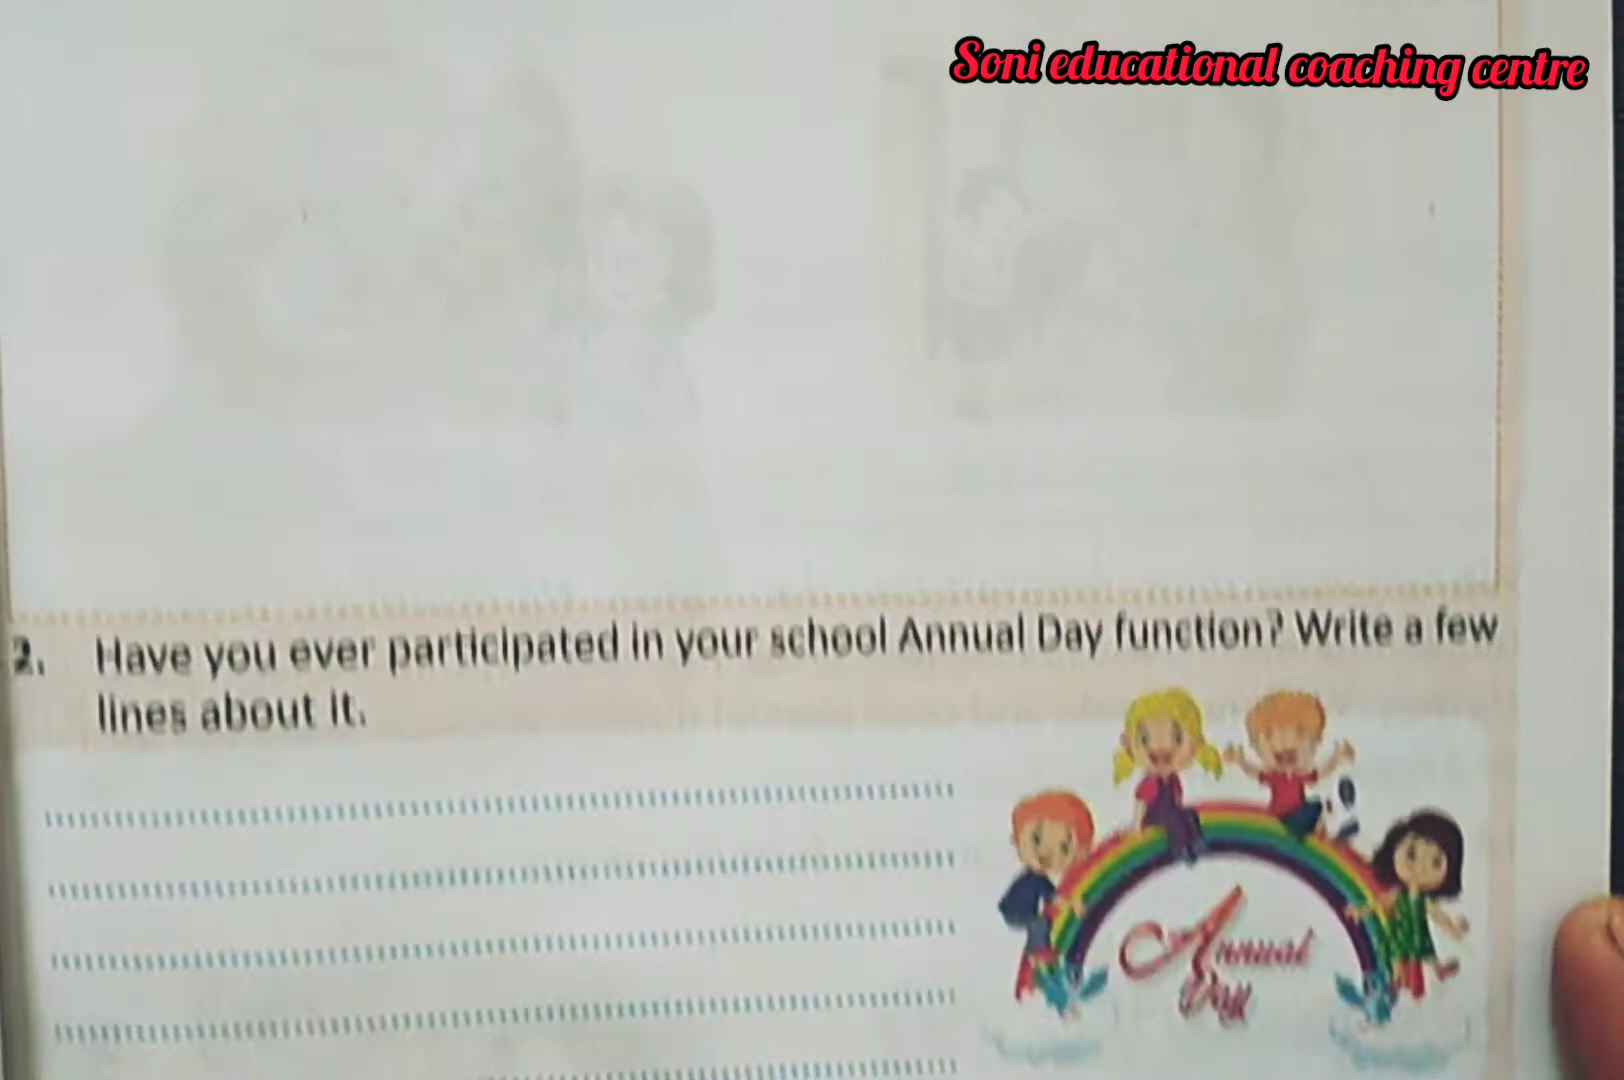 Soni educational coaching centre
2. Have you ever participated in your school Annual Day function? Write a few
lines about it.
Annual
Day